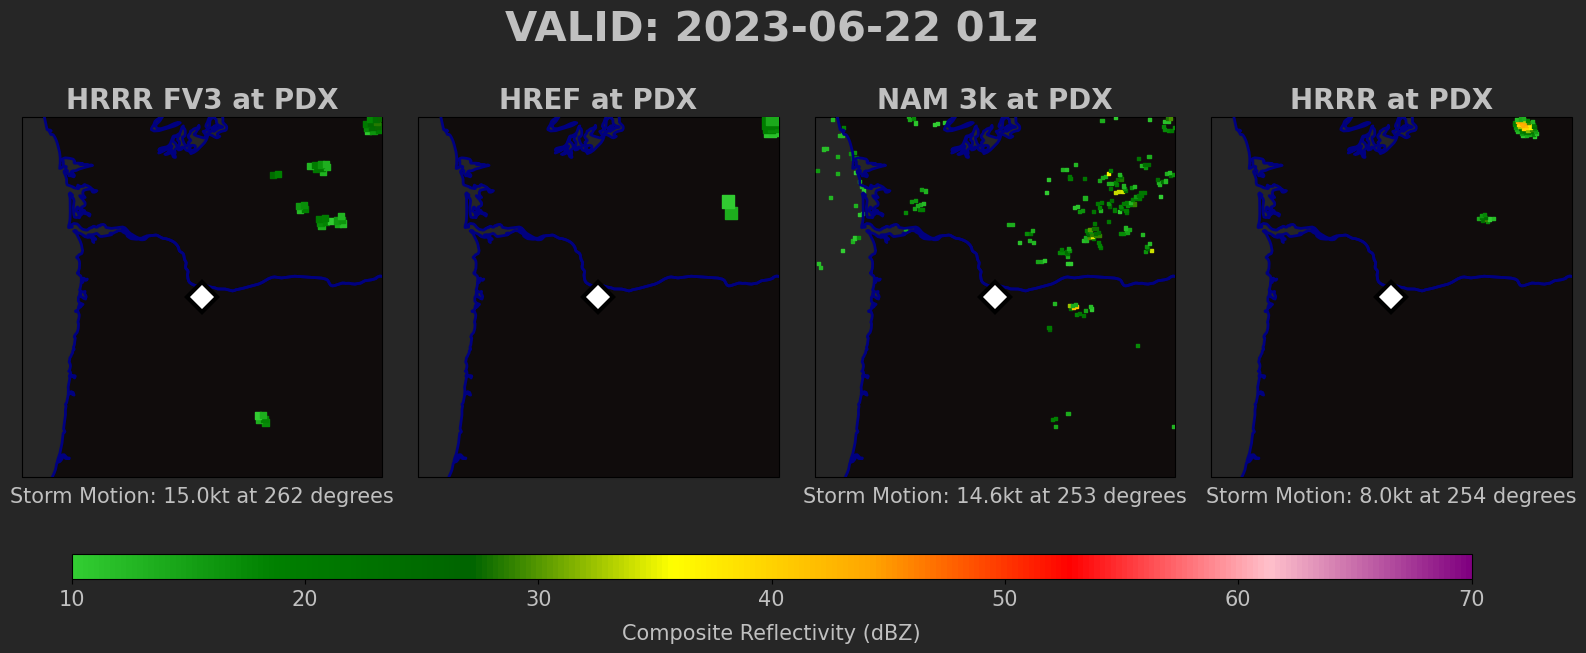 VALID: 2023-06-22 01z
HRRR FV3 at PDX
HREF at PDX
NAM 3k at PDX
HRRR at PDX
Storm Motion: 15.0kt at 262 degrees
Storm Motion: 14.6kt at 253 degrees
Storm Motion: 8.0kt at 254 degrees
10 20 30 40 50 60 70
Composite Reflectivity (dBZ)